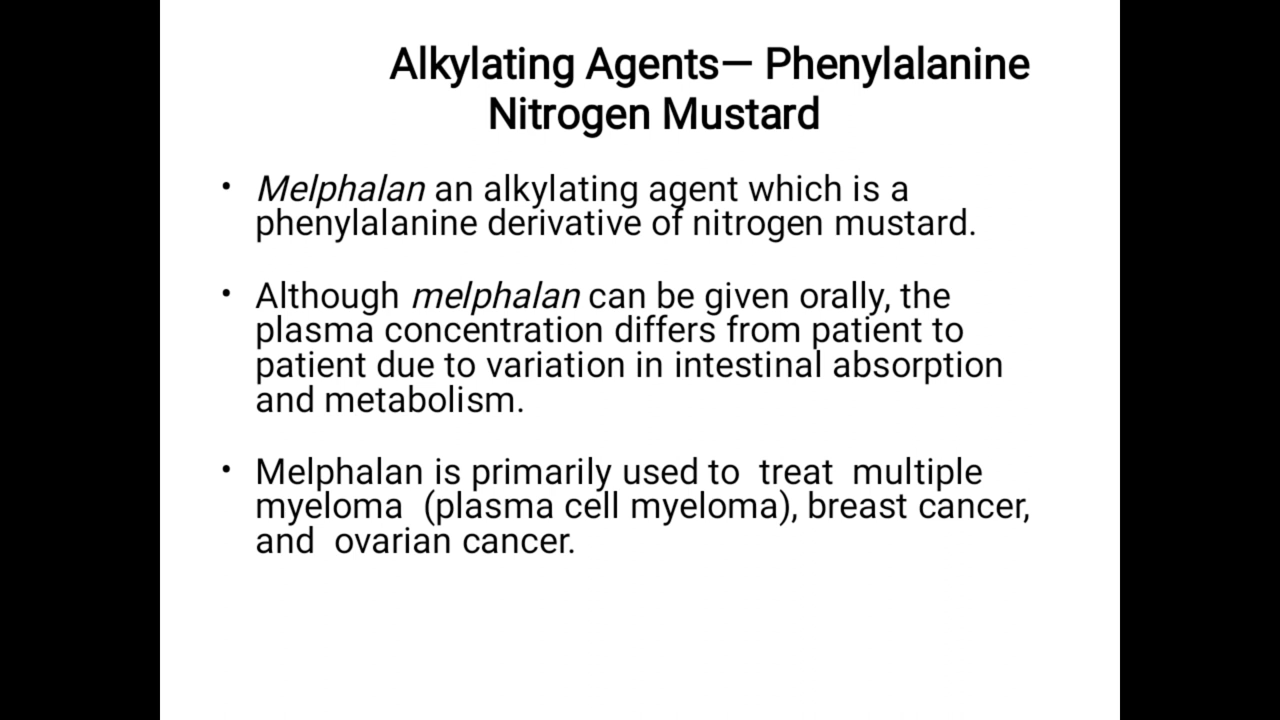 Alkylating Agents— Phenylalanine
Nitrogen Mustard
• Melphalan an alkylating agent which is a
phenylalanine derivative of nitrogen mustard.
• Although melphalan can be given orally, the
plasma concentration differs from patient to
patient due to variation in intestinal absorption
and metabolism.
• Melphalan is primarily used to  treat  multiple
myeloma  (plasma cell myeloma), breast cancer,
and  ovarian cancer.